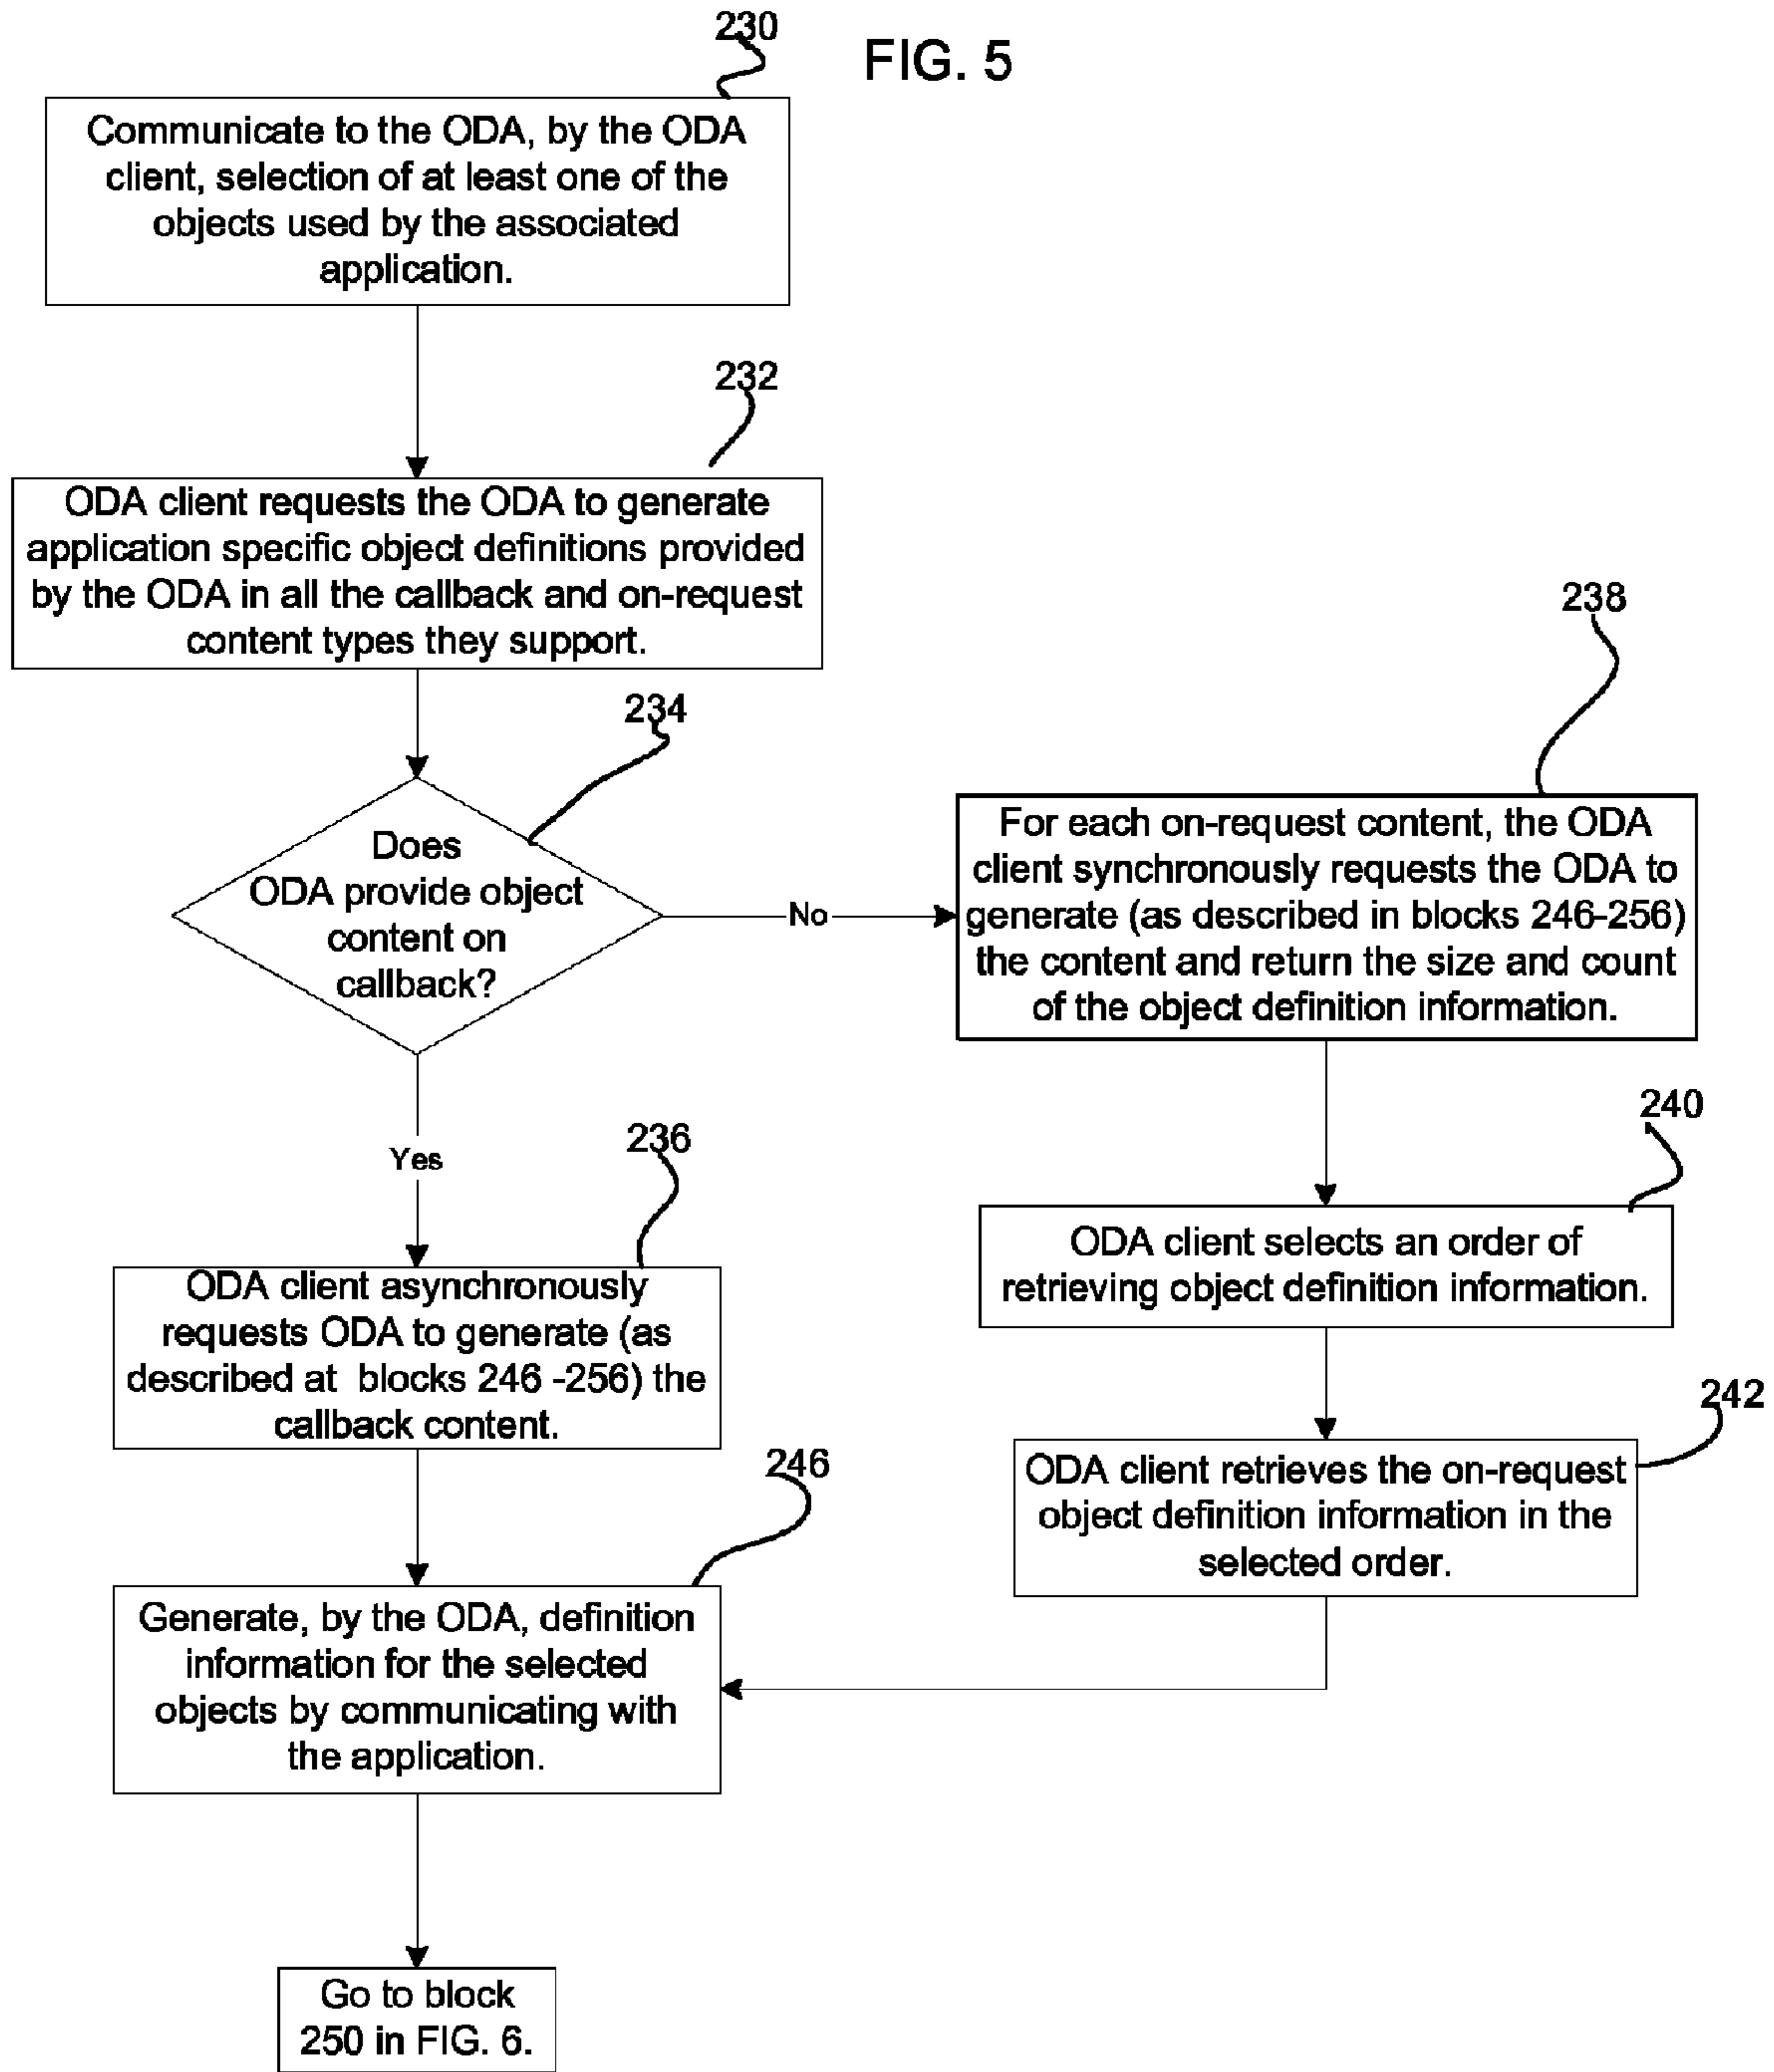 230
FIG. 5
Communicate to the ODA, by the ODA
client, selection of at least one of the
objects used by the associated
application.
232
ODA client requests the ODA to generate
application specific object definitions provided
by the ODA in all the callback and on-request
content types they support.
234
Does
ODA provide object
content on
callback?
No
Yes
238
For each on-request content, the ODA
client synchronously requests the ODA to
generate (as described in blocks 246-256)
the content and return the size and count
of the object definition information.
240
ODA client selects an order of
retrieving object definition information.
242
ODA client retrieves the on-request
object definition information in the
selected order.
236
ODA client asynchronously
requests ODA to generate (as
described at blocks 246 -256) the
callback content.
246
Generate, by the ODA, definition
information for the selected
objects by communicating with
the application.
Go to block
250 in FIG. 6.